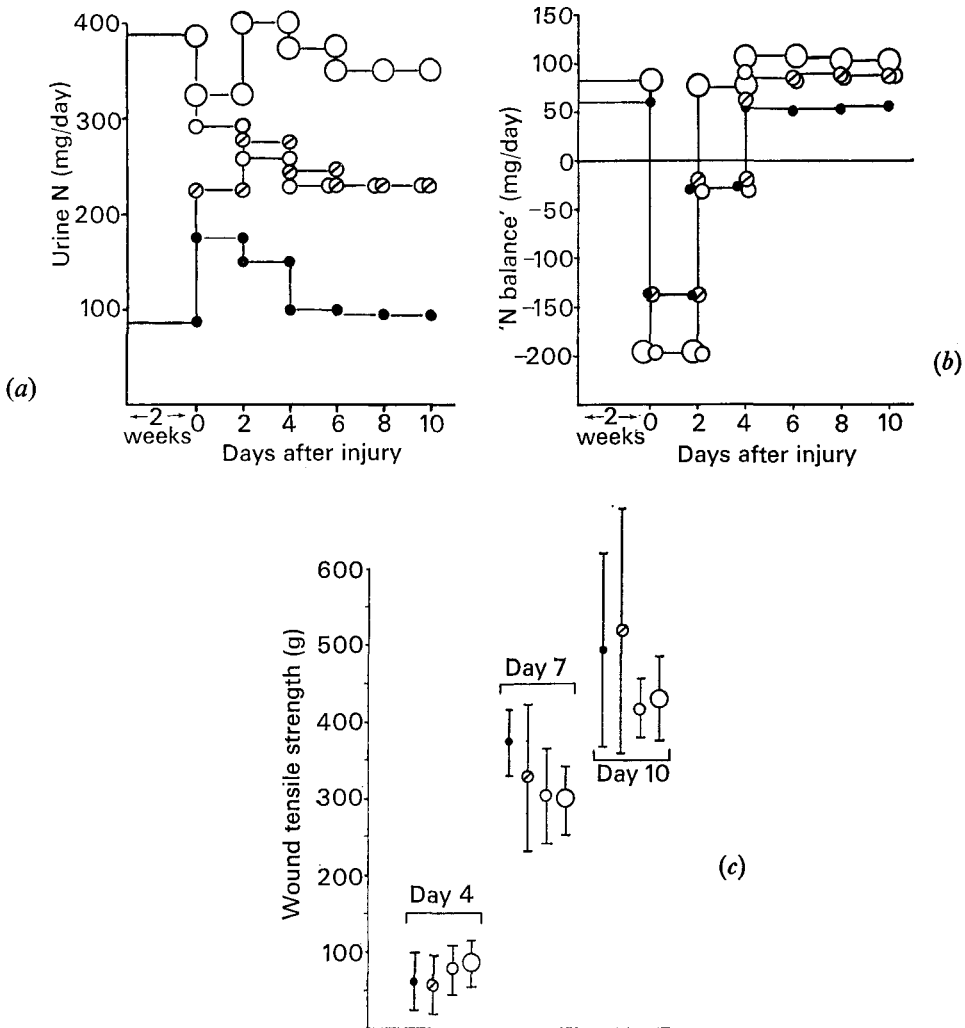 400
300
200
100
Urine N (mg/day)
←2→
weeks
0 2 4 6 8 10
Days after injury
(a)
150
100
50
0
−50
−100
−150
−200
'N balance' (mg/day)
←2→
weeks
0 2 4 6 8 10
Days after injury
(b)
600
500
400
300
200
100
Wound tensile strength (g)
Day 4
Day 7
Day 10
(c)